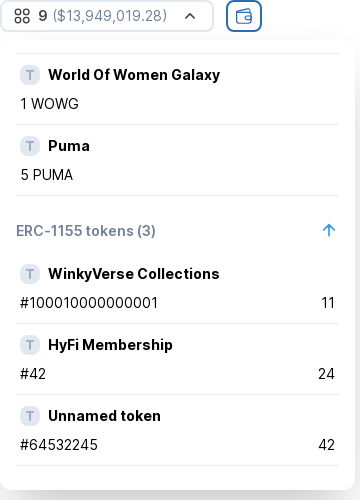 9 ($13,949,019.28)
T World Of Women Galaxy
1 WOWG
T Puma
5 PUMA
ERC-1155 tokens (3)
T WinkyVerse Collections
#100010000000001 11
T HyFi Membership
#42 24
T Unnamed token
#64532245 42